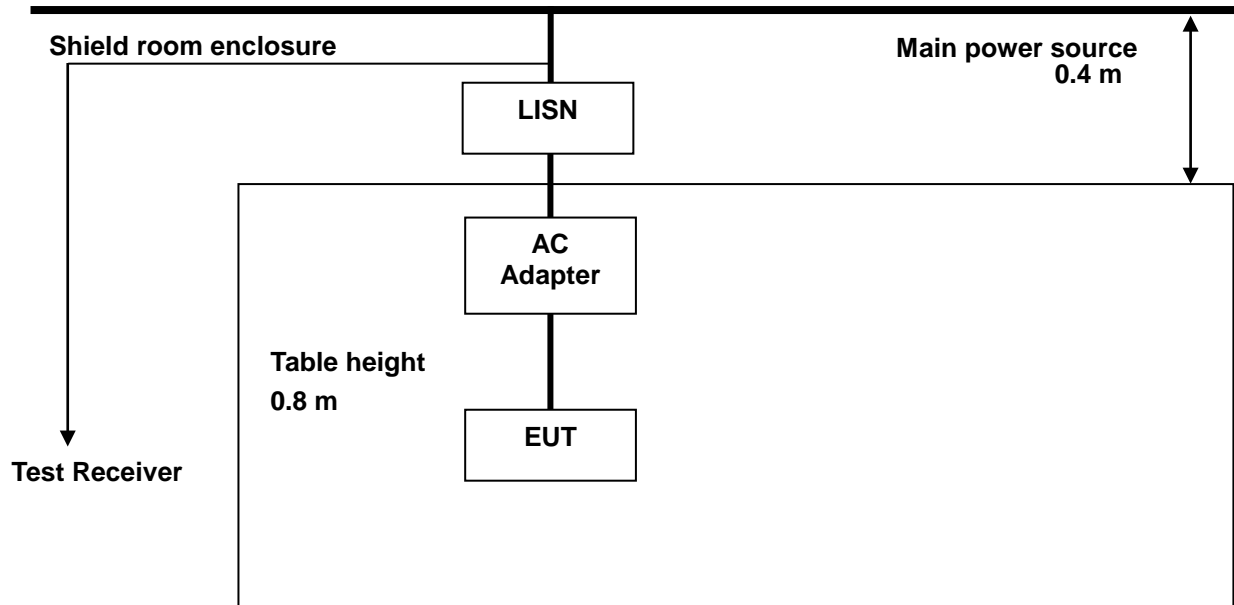 Shield room enclosure
Main power source
0.4 m
LISN
AC
Adapter
Table height
0.8 m
EUT
Test Receiver